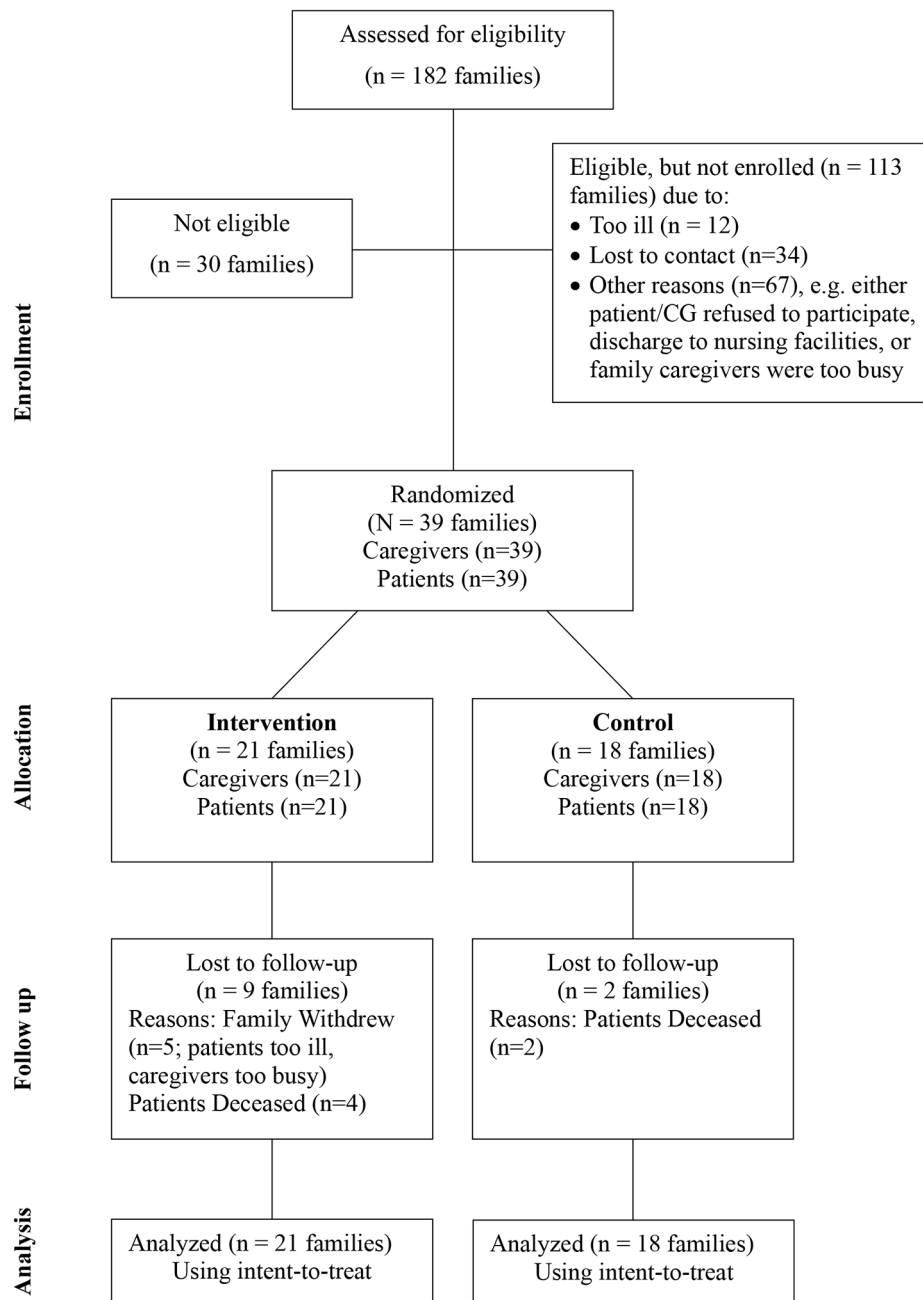 Assessed for eligibility
(n = 182 families)
Not eligible
(n = 30 families)
Eligible, but not enrolled (n = 113
families) due to:
• Too ill (n = 12)
• Lost to contact (n=34)
• Other reasons (n=67), e.g. either
patient/CG refused to participate,
discharge to nursing facilities, or
family caregivers were too busy
Enrollment
Randomized
(N = 39 families)
Caregivers (n=39)
Patients (n=39)
Allocation
Intervention
(n = 21 families)
Caregivers (n=21)
Patients (n=21)
Control
(n = 18 families)
Caregivers (n=18)
Patients (n=18)
Follow up
Lost to follow-up
(n = 9 families)
Reasons: Family Withdrew
(n=5; patients too ill,
caregivers too busy)
Patients Deceased (n=4)
Lost to follow-up
(n = 2 families)
Reasons: Patients Deceased
(n=2)
Analysis
Analyzed (n = 21 families)
Using intent-to-treat
Analyzed (n = 18 families)
Using intent-to-treat